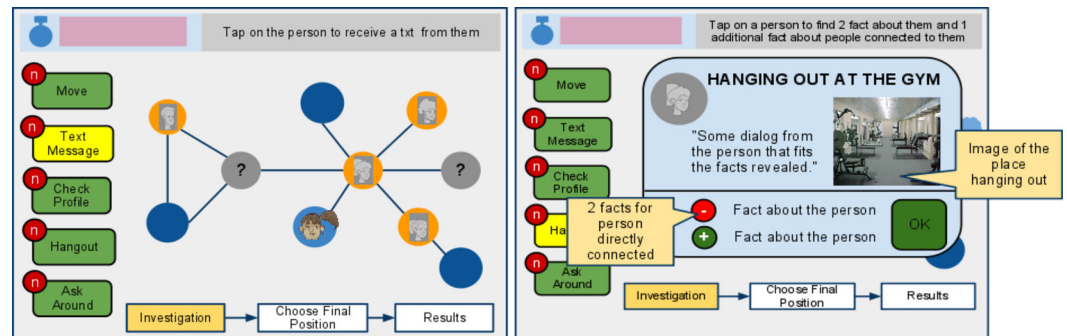 Tap on the person to receive a txt from them
n
Move
n
Text
Message
n
Check
Profile
n
Hangout
n
Ask
Around
?
?
Investigation
Choose Final
Position
Results
Tap on a person to find 2 fact about them and 1
additional fact about people connected to them
n
Move
n
Text
Message
n
Check
Profile
n
Ha
n
Ask
Around
HANGING OUT AT THE GYM
"Some dialog from
the person that fits
the facts revealed."
Image of the
place
hanging out
2 facts for
person
directly
connected
-
Fact about the person
+
Fact about the person
OK
Investigation
Choose Final
Position
Results